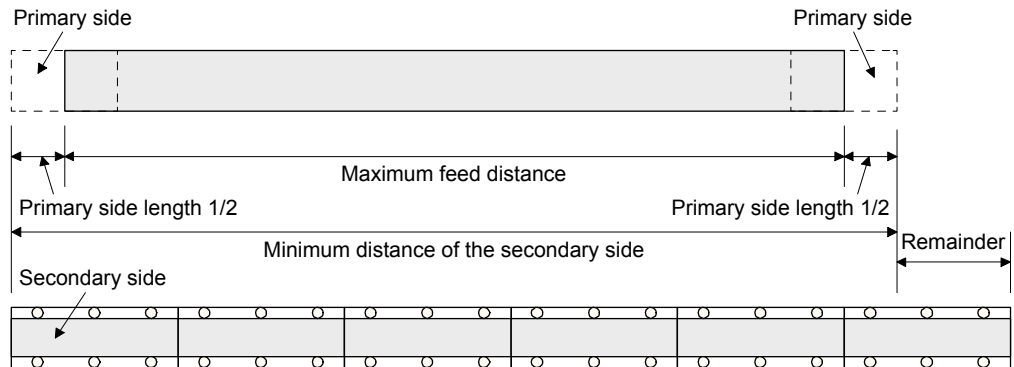 Primary side
Primary side
Maximum feed distance
Primary side length 1/2
Primary side length 1/2
Minimum distance of the secondary side
Remainder
Secondary side